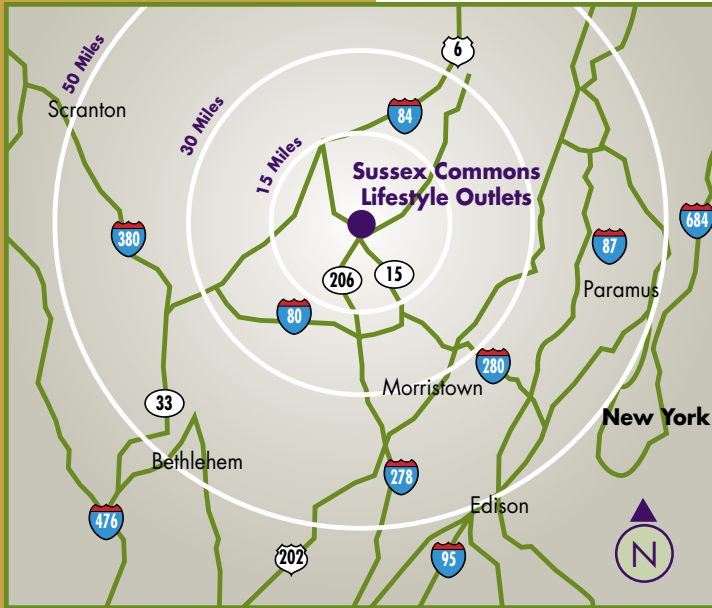 6
50 Miles
Scranton
30 Miles
84
15 Miles
Sussex Commons
Lifestyle Outlets
380
684
87
206
15
Paramus
80
280
Morristown
33
New York
Bethlehem
278
Edison
476
202
95
N